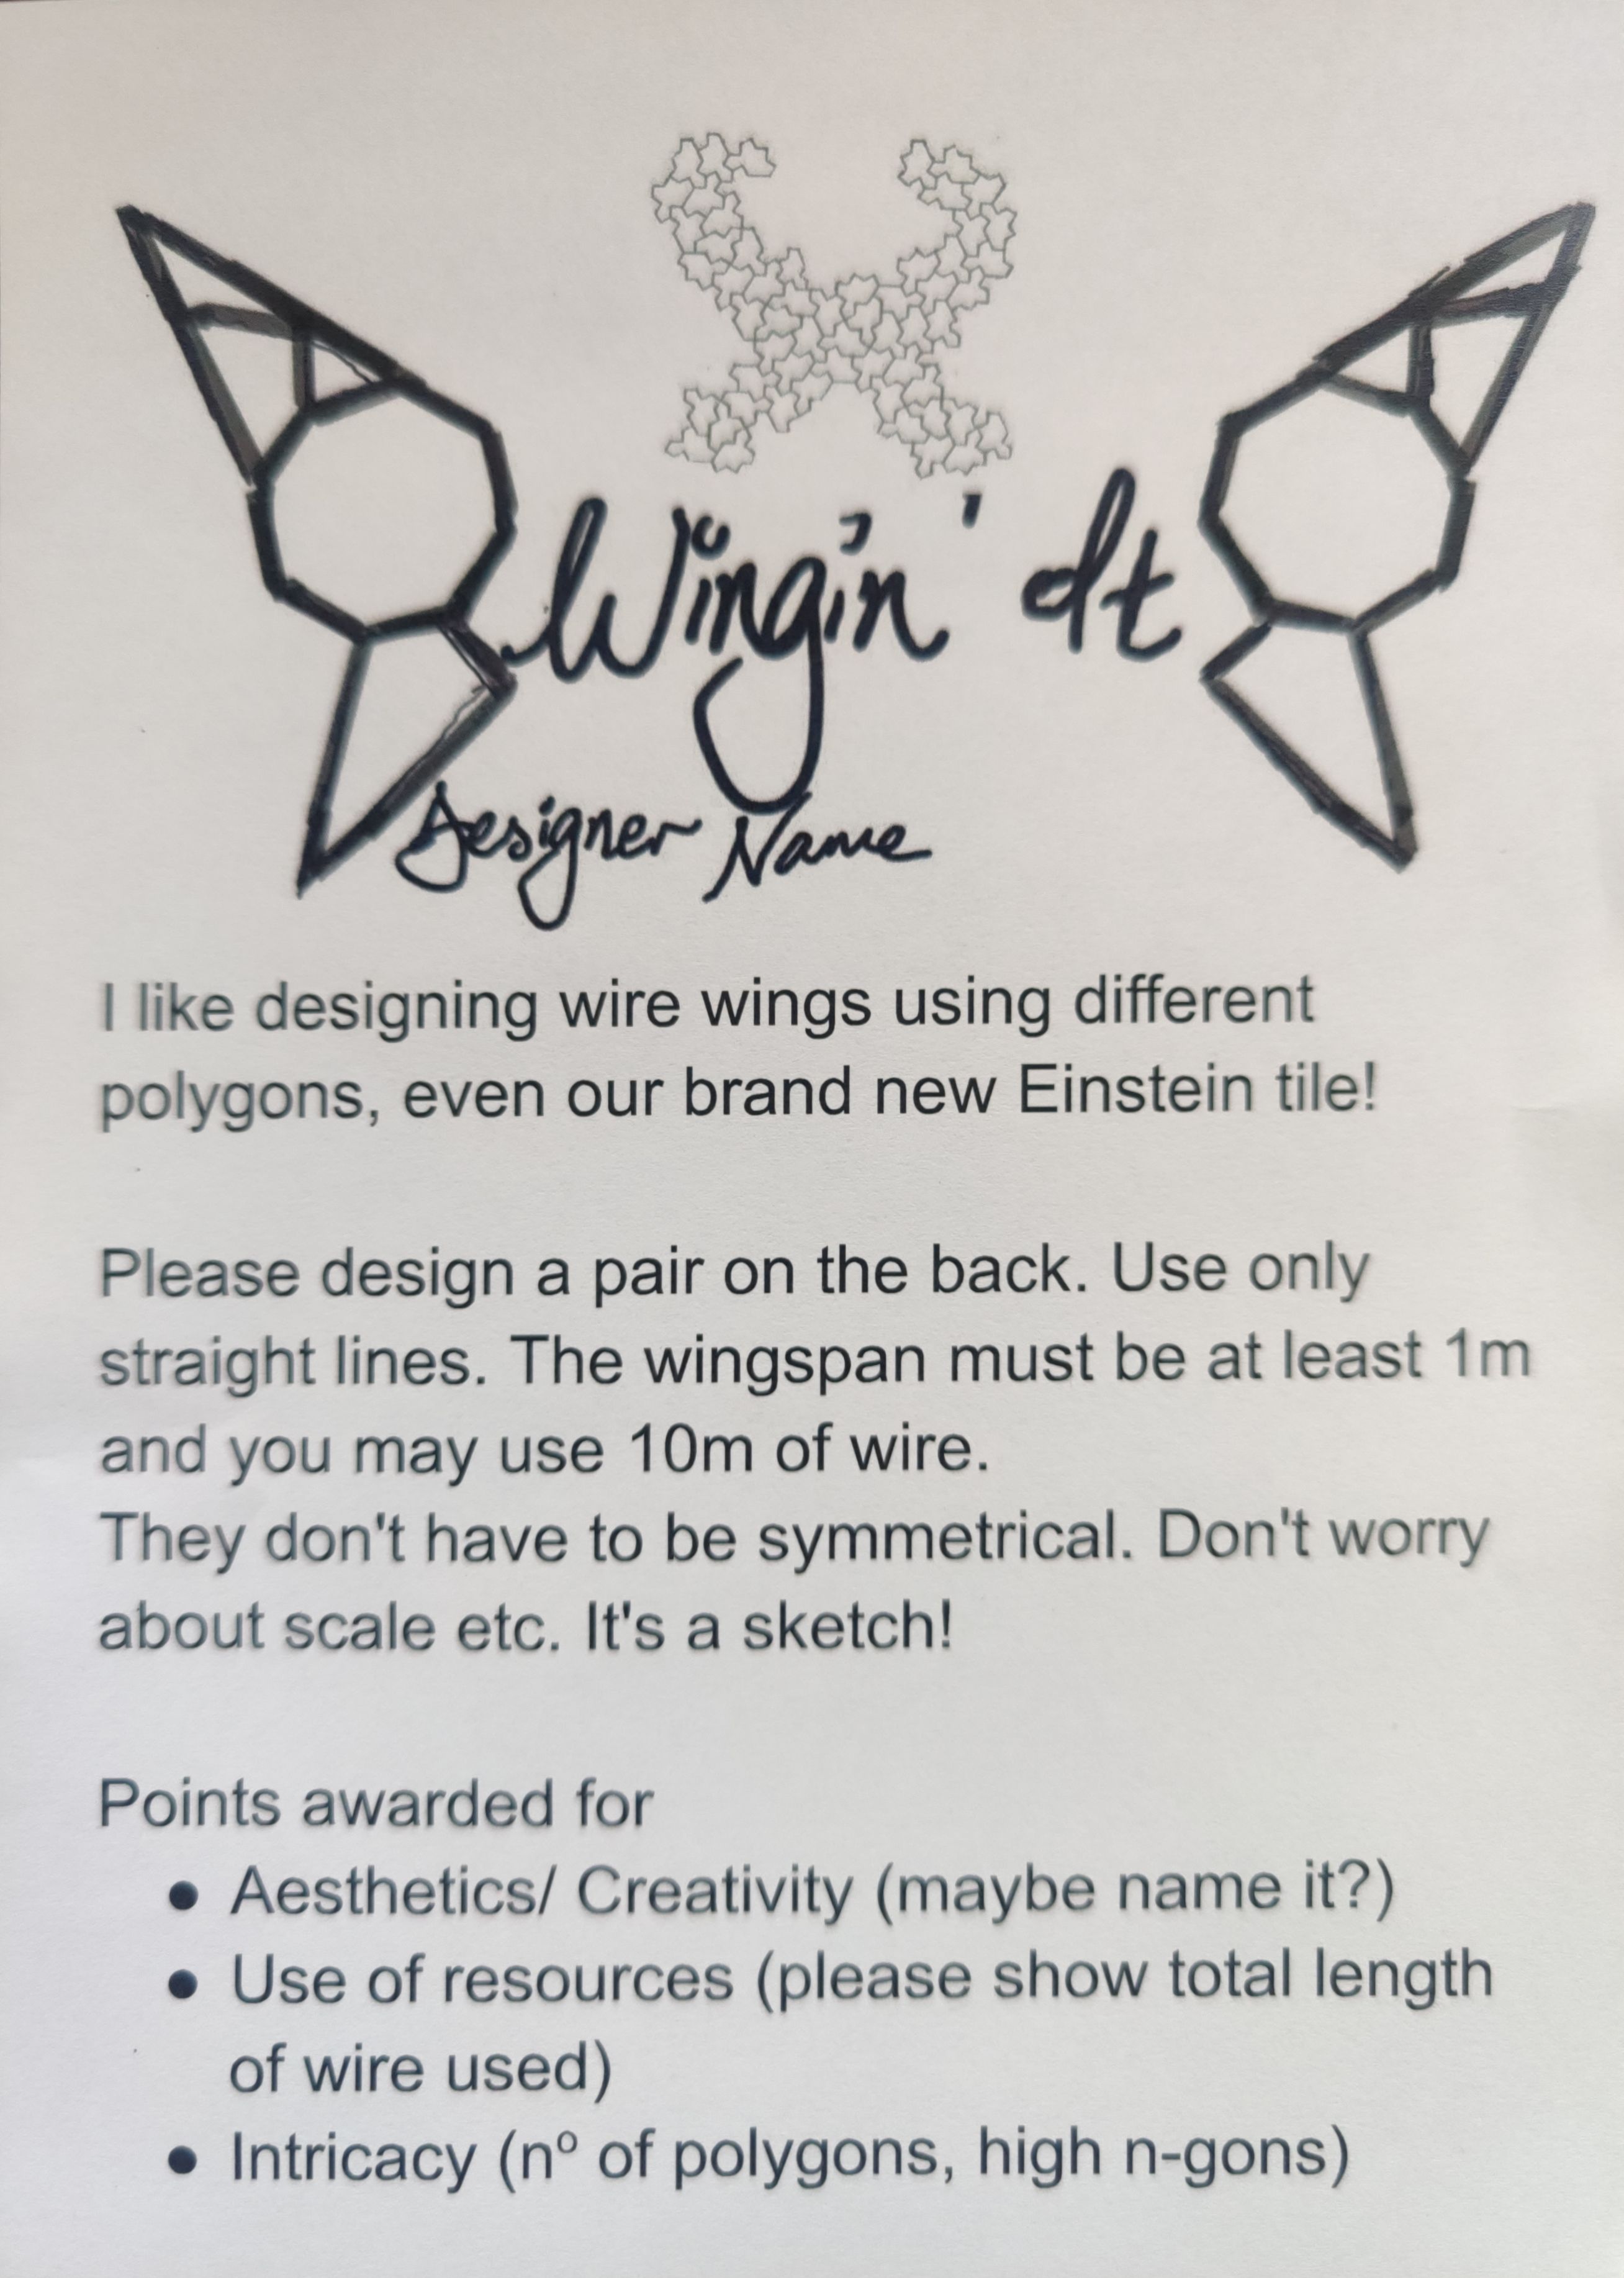 Wingin' It
Designer Name
I like designing wire wings using different
polygons, even our brand new Einstein tile!
Please design a pair on the back. Use only
straight lines. The wingspan must be at least 1m
and you may use 10m of wire.
They don't have to be symmetrical. Don't worry
about scale etc. It's a sketch!
Points awarded for
● Aesthetics/ Creativity (maybe name it?)
● Use of resources (please show total length
of wire used)
● Intricacy (nº of polygons, high n-gons)